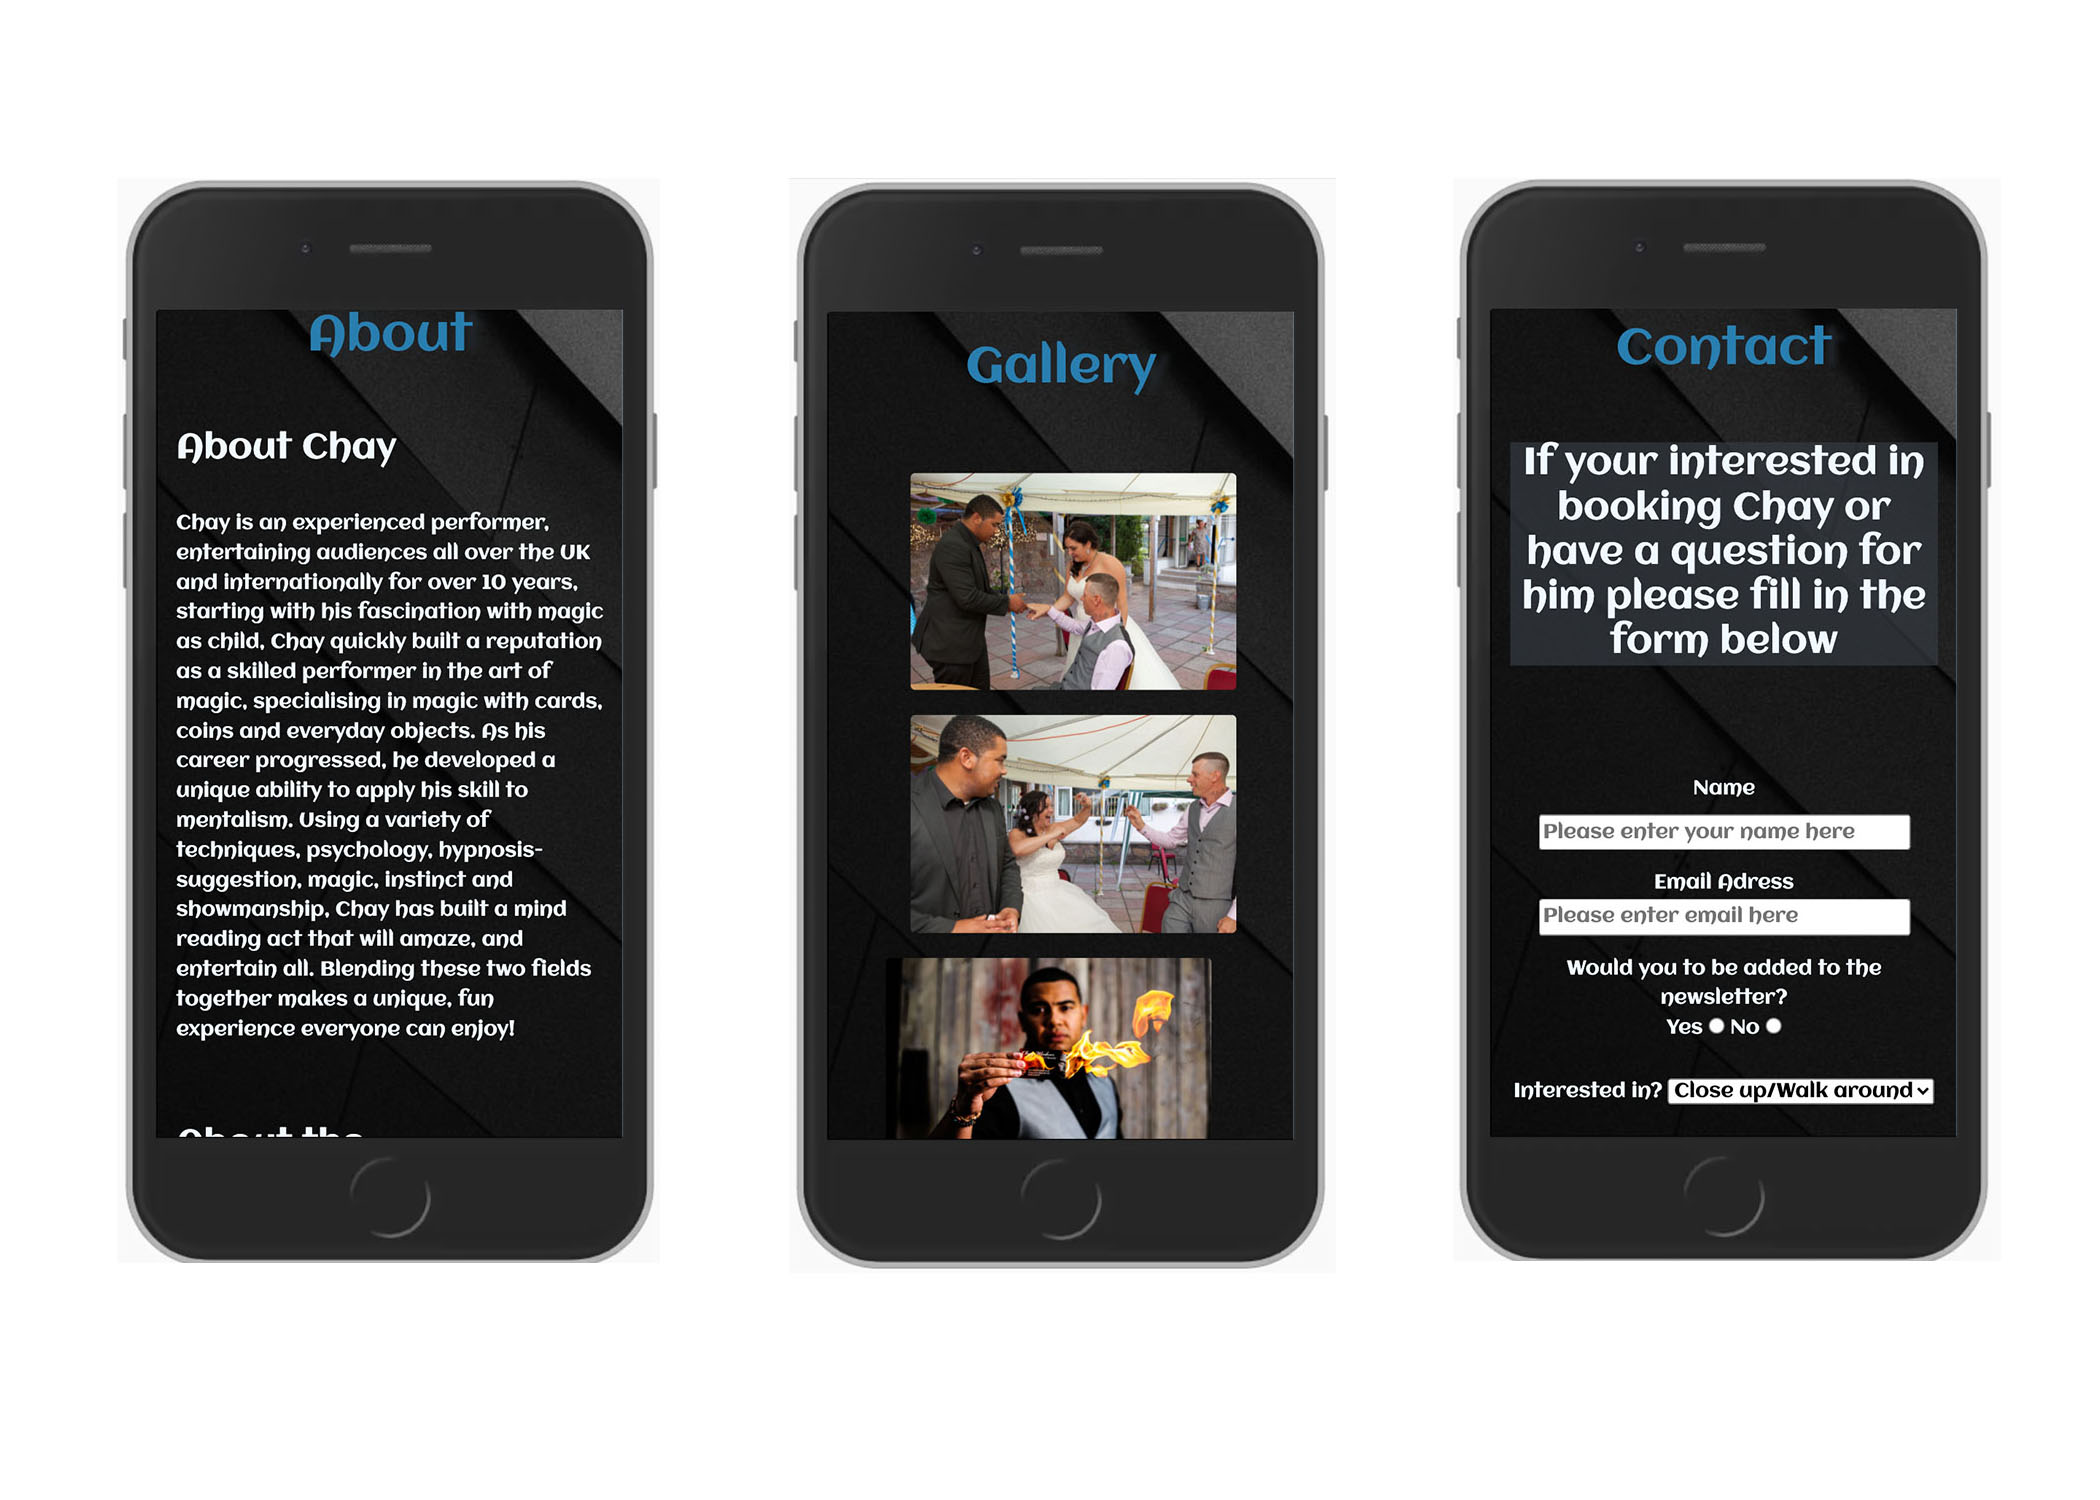 About
About Chay
Chay is an experienced performer,
entertaining audiences all over the UK
and internationally for over 10 years,
starting with his fascination with magic
as child, Chay quickly built a reputation
as a skilled performer in the art of
magic, specialising in magic with cards,
coins and everyday objects. As his
career progressed, he developed a
unique ability to apply his skill to
mentalism. Using a variety of
techniques, psychology, hypnosis-
suggestion, magic, instinct and
showmanship, Chay has built a mind
reading act that will amaze, and
entertain all. Blending these two fields
together makes a unique, fun
experience everyone can enjoy!
About the
Gallery
Contact
If your interested in
booking Chay or
have a question for
him please fill in the
form below
Name
Please enter your name here
Email Adress
Please enter email here
Would you to be added to the
newsletter?
Yes No
Interested in? Close up/Walk around